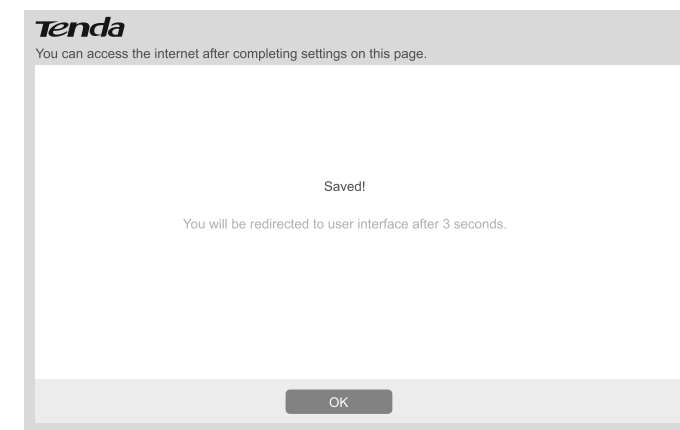 Tenda
You can access the internet after completing settings on this page.
Saved!
You will be redirected to user interface after 3 seconds.
OK